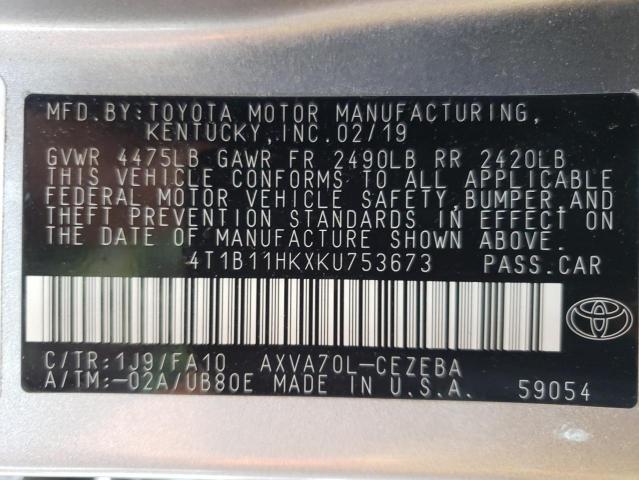 MFD.BY:TOYOTA MOTOR MANUFACTURING,
KENTUCKY,INC.02/19
GVWR 4475LB GAWR FR 2490LB RR 2420LB
THIS VEHICLE CONFORMS TO ALL APPLICABLE
FEDERAL MOTOR VEHICLE SAFETY,BUMPER,AND
THEFT PREVENTION STANDARDS IN EFFECT ON
THE DATE OF MANUFACTURE SHOWN ABOVE.
4T1B11HKXKU753673 PASS.CAR
C/TR:1J9/FA10 AXVA70L-CEZEBA
A/TM:-02A/UB80E MADE IN U.S.A. 59054